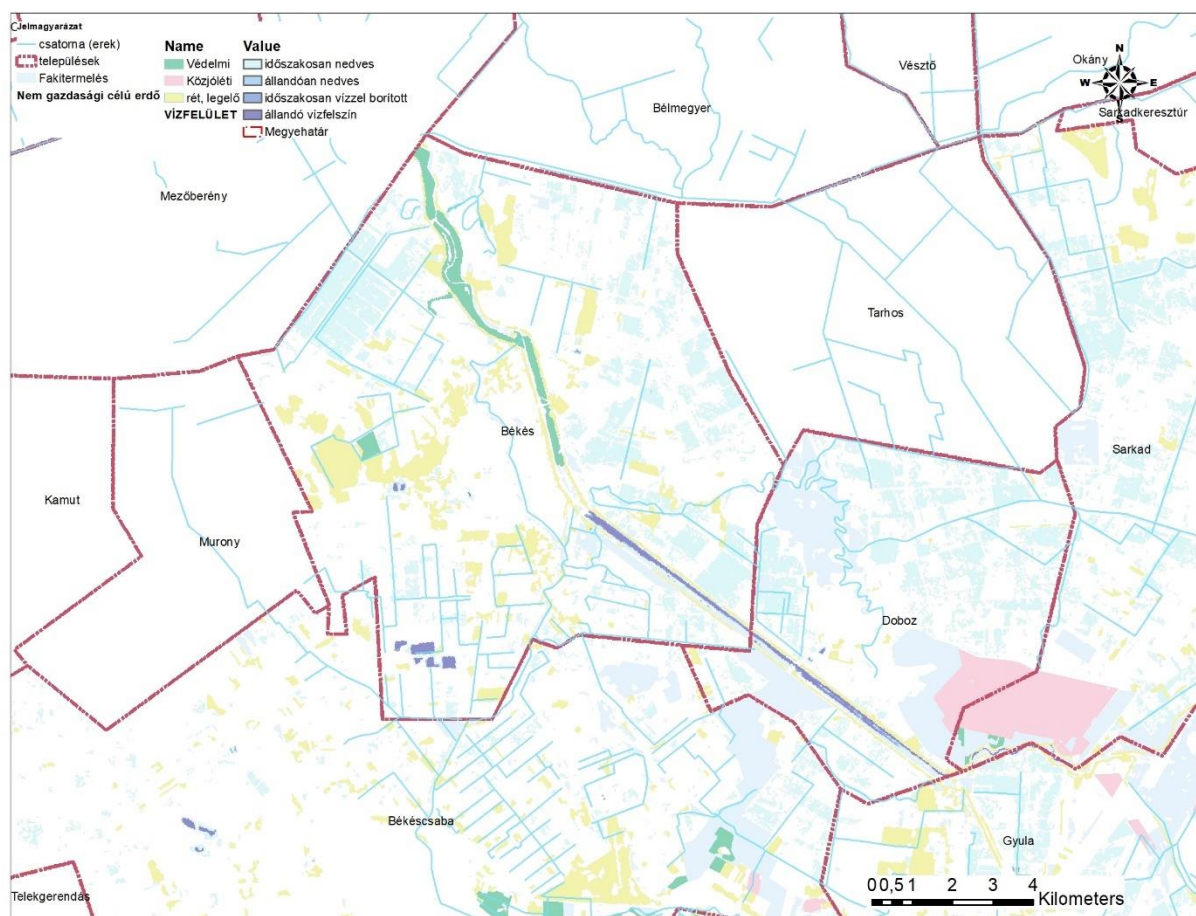 Jelmagyarázat
csatorna (erek)
települések
Fakitermelés
Nem gazdasági célú erdő
Name
Védelmi
Közjóléti
rét, legelő
VÍZFELÜLET
Value
időszakosan nedves
állandóan nedves
időszakosan vízzel borított
állandó vízfelszín
Megyehatár
Vésztő
Okány
N
W
E
S
Sarkadkeresztúr
Bélmegyer
Mezőberény
Tarhos
Békés
Sarkad
Kamut
Murony
Doboz
Békéscsaba
Gyula
Telekgerendás
0 0,5 1 2 3 4
Kilometers